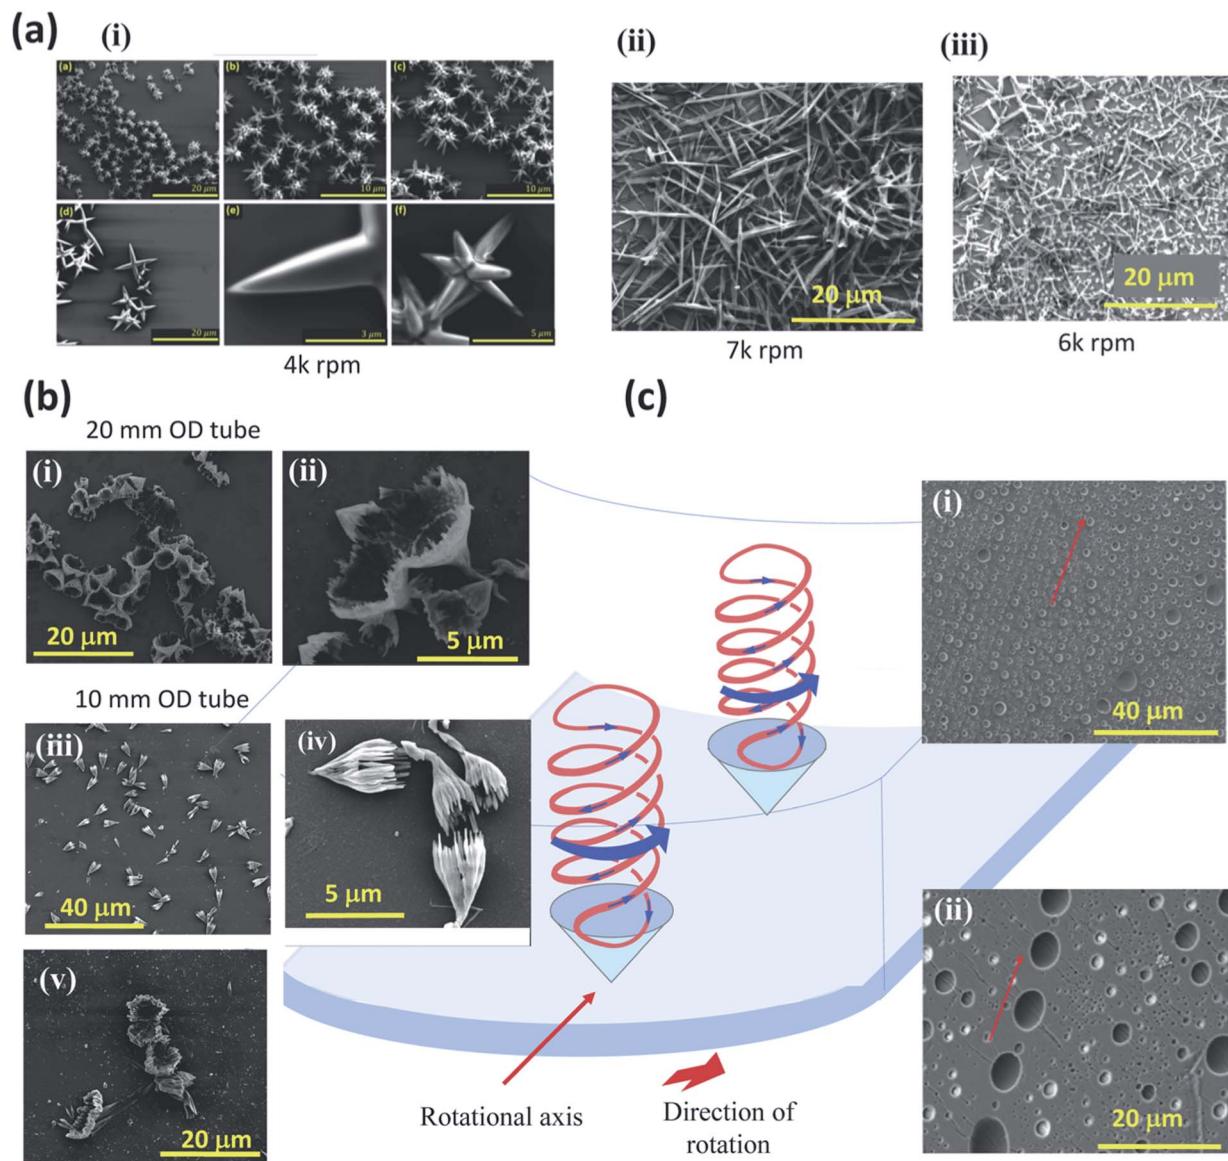 (a)
(i)
(ii)
(iii)
(a)
(b)
(c)
20 μm
10 μm
10 μm
(d)
(e)
(f)
20 μm
3 μm
5 μm
20 μm
20 μm
4k rpm
7k rpm
6k rpm
(b)
(c)
20 mm OD tube
(i)
(ii)
20 μm
5 μm
10 mm OD tube
(iii)
(iv)
40 μm
5 μm
(v)
20 μm
(i)
40 μm
(ii)
20 μm
Rotational axis
Direction of
rotation